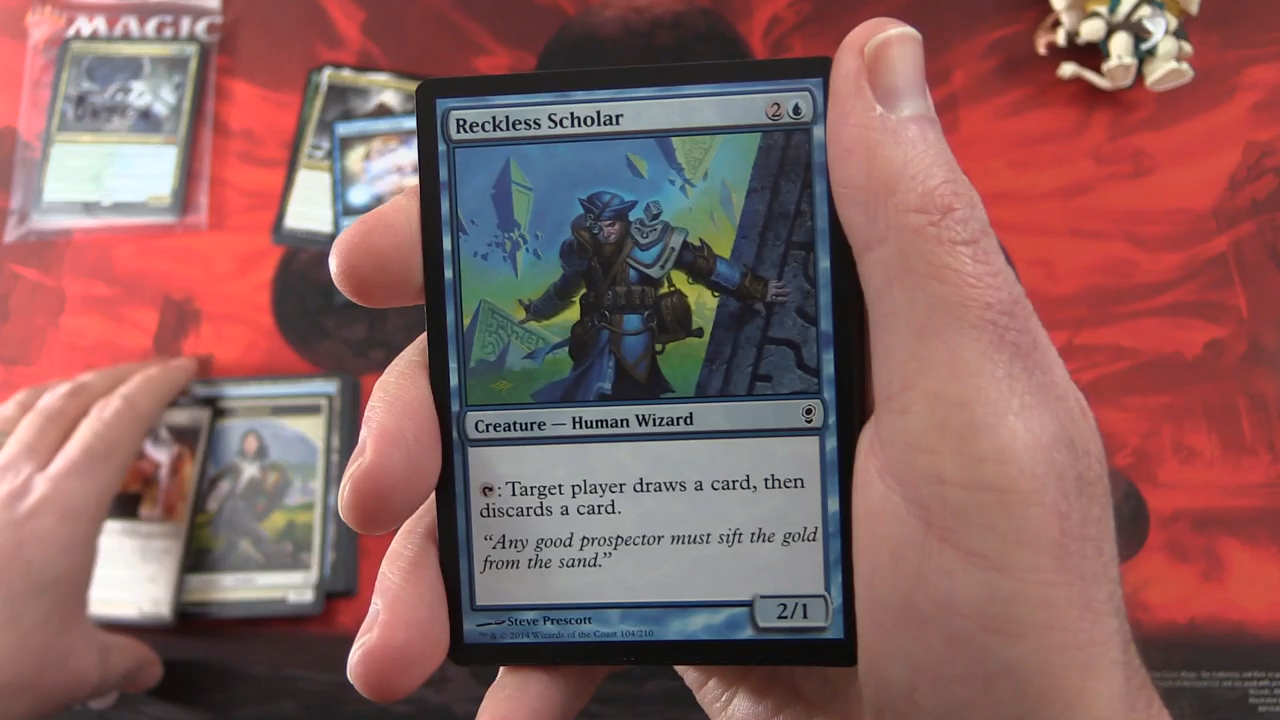 MAGIC
Reckless Scholar
2
Creature — Human Wizard
: Target player draws a card, then
discards a card.
“Any good prospector must sift the gold
from the sand.”
2/1
Steve Prescott
™ & © 2014 Wizards of the Coast 104/210